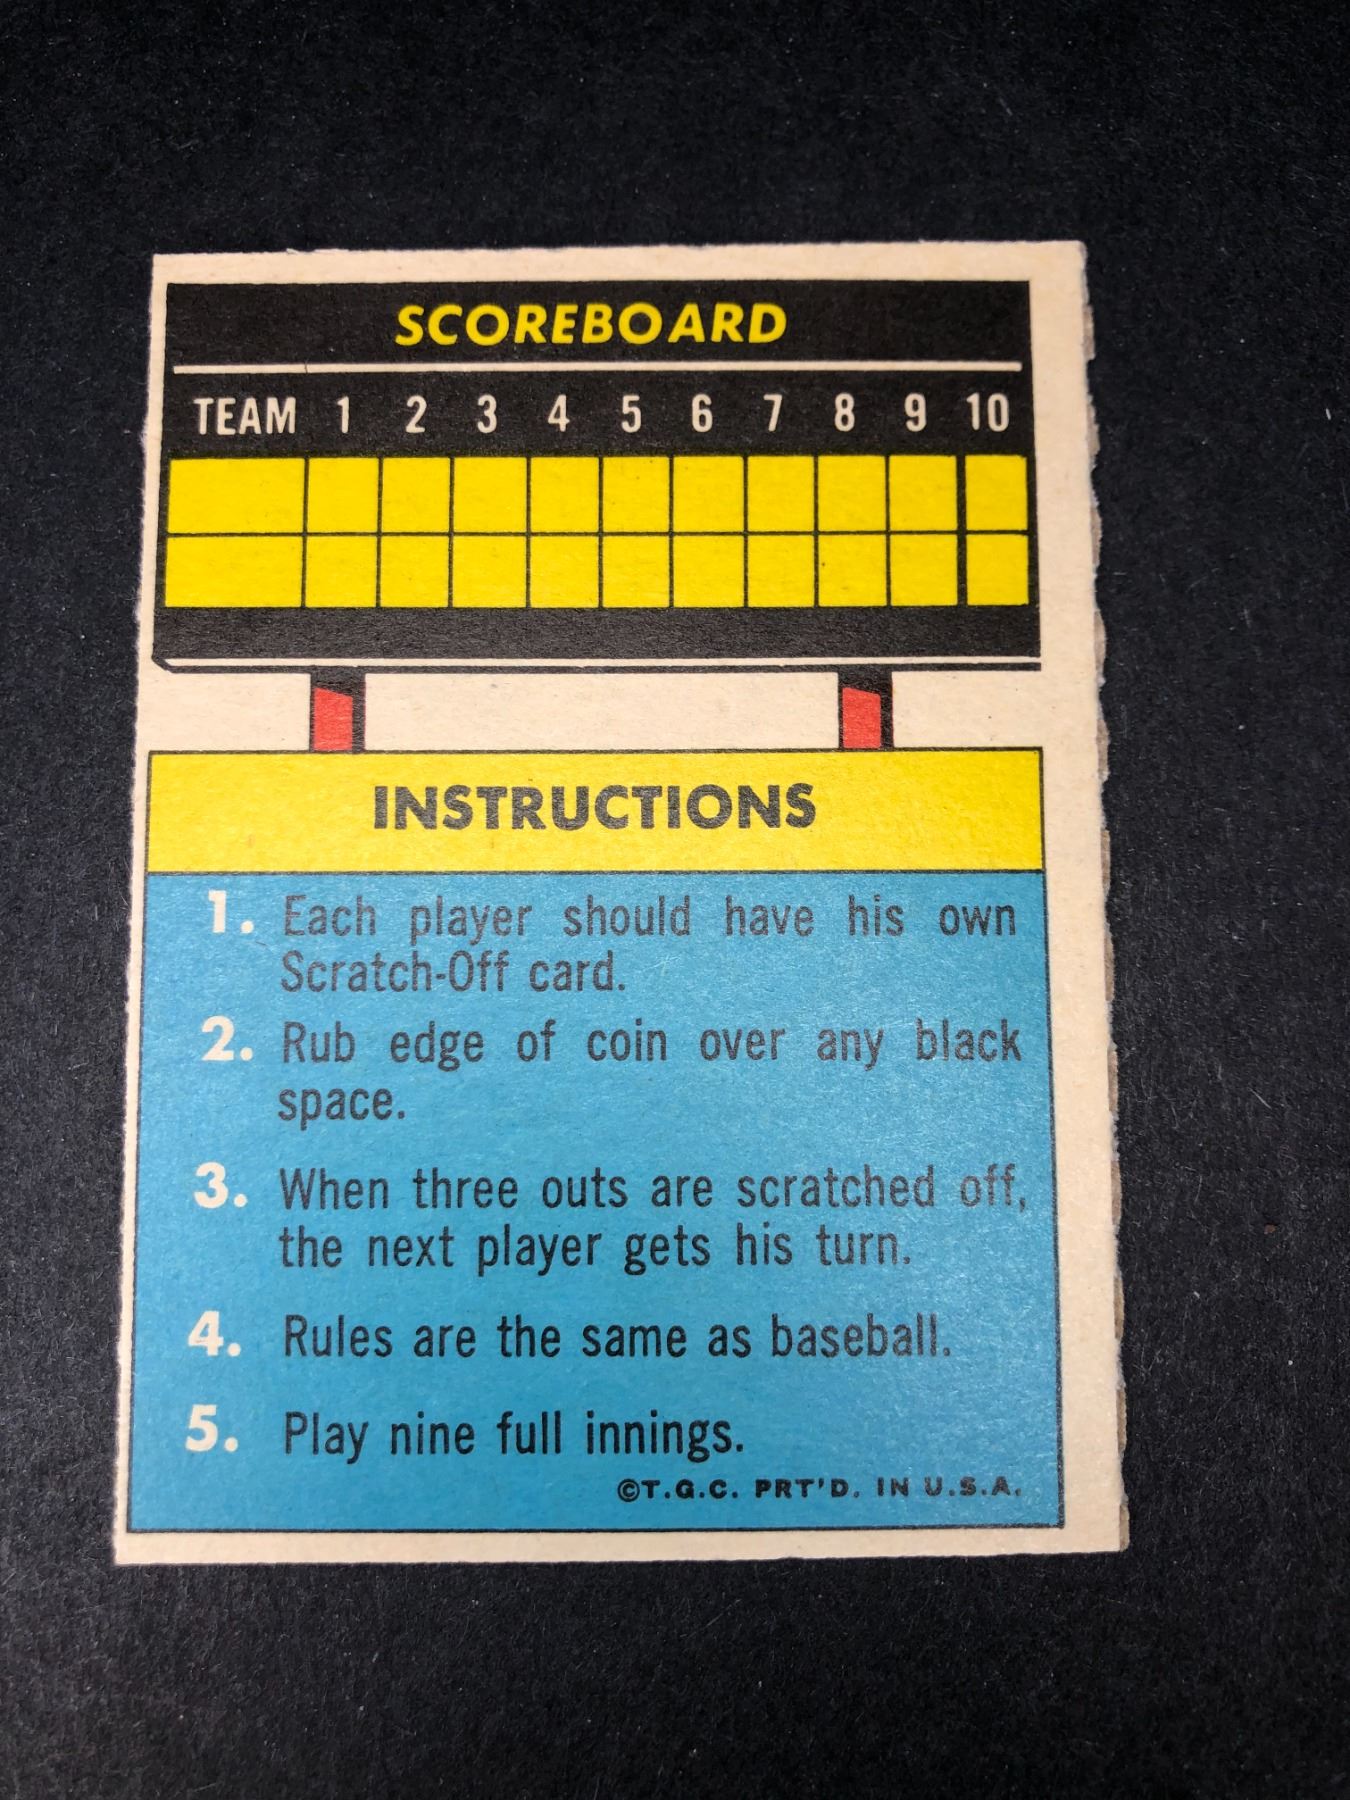 SCOREBOARD
TEAM 1 2 3 4 5 6 7 8 9 10
INSTRUCTIONS
1. Each player should have his own
Scratch-Off card.
2. Rub edge of coin over any black
space.
3. When three outs are scratched off,
the next player gets his turn.
4. Rules are the same as baseball.
5. Play nine full innings.
©T.G.C. PRT'D. IN U.S.A.